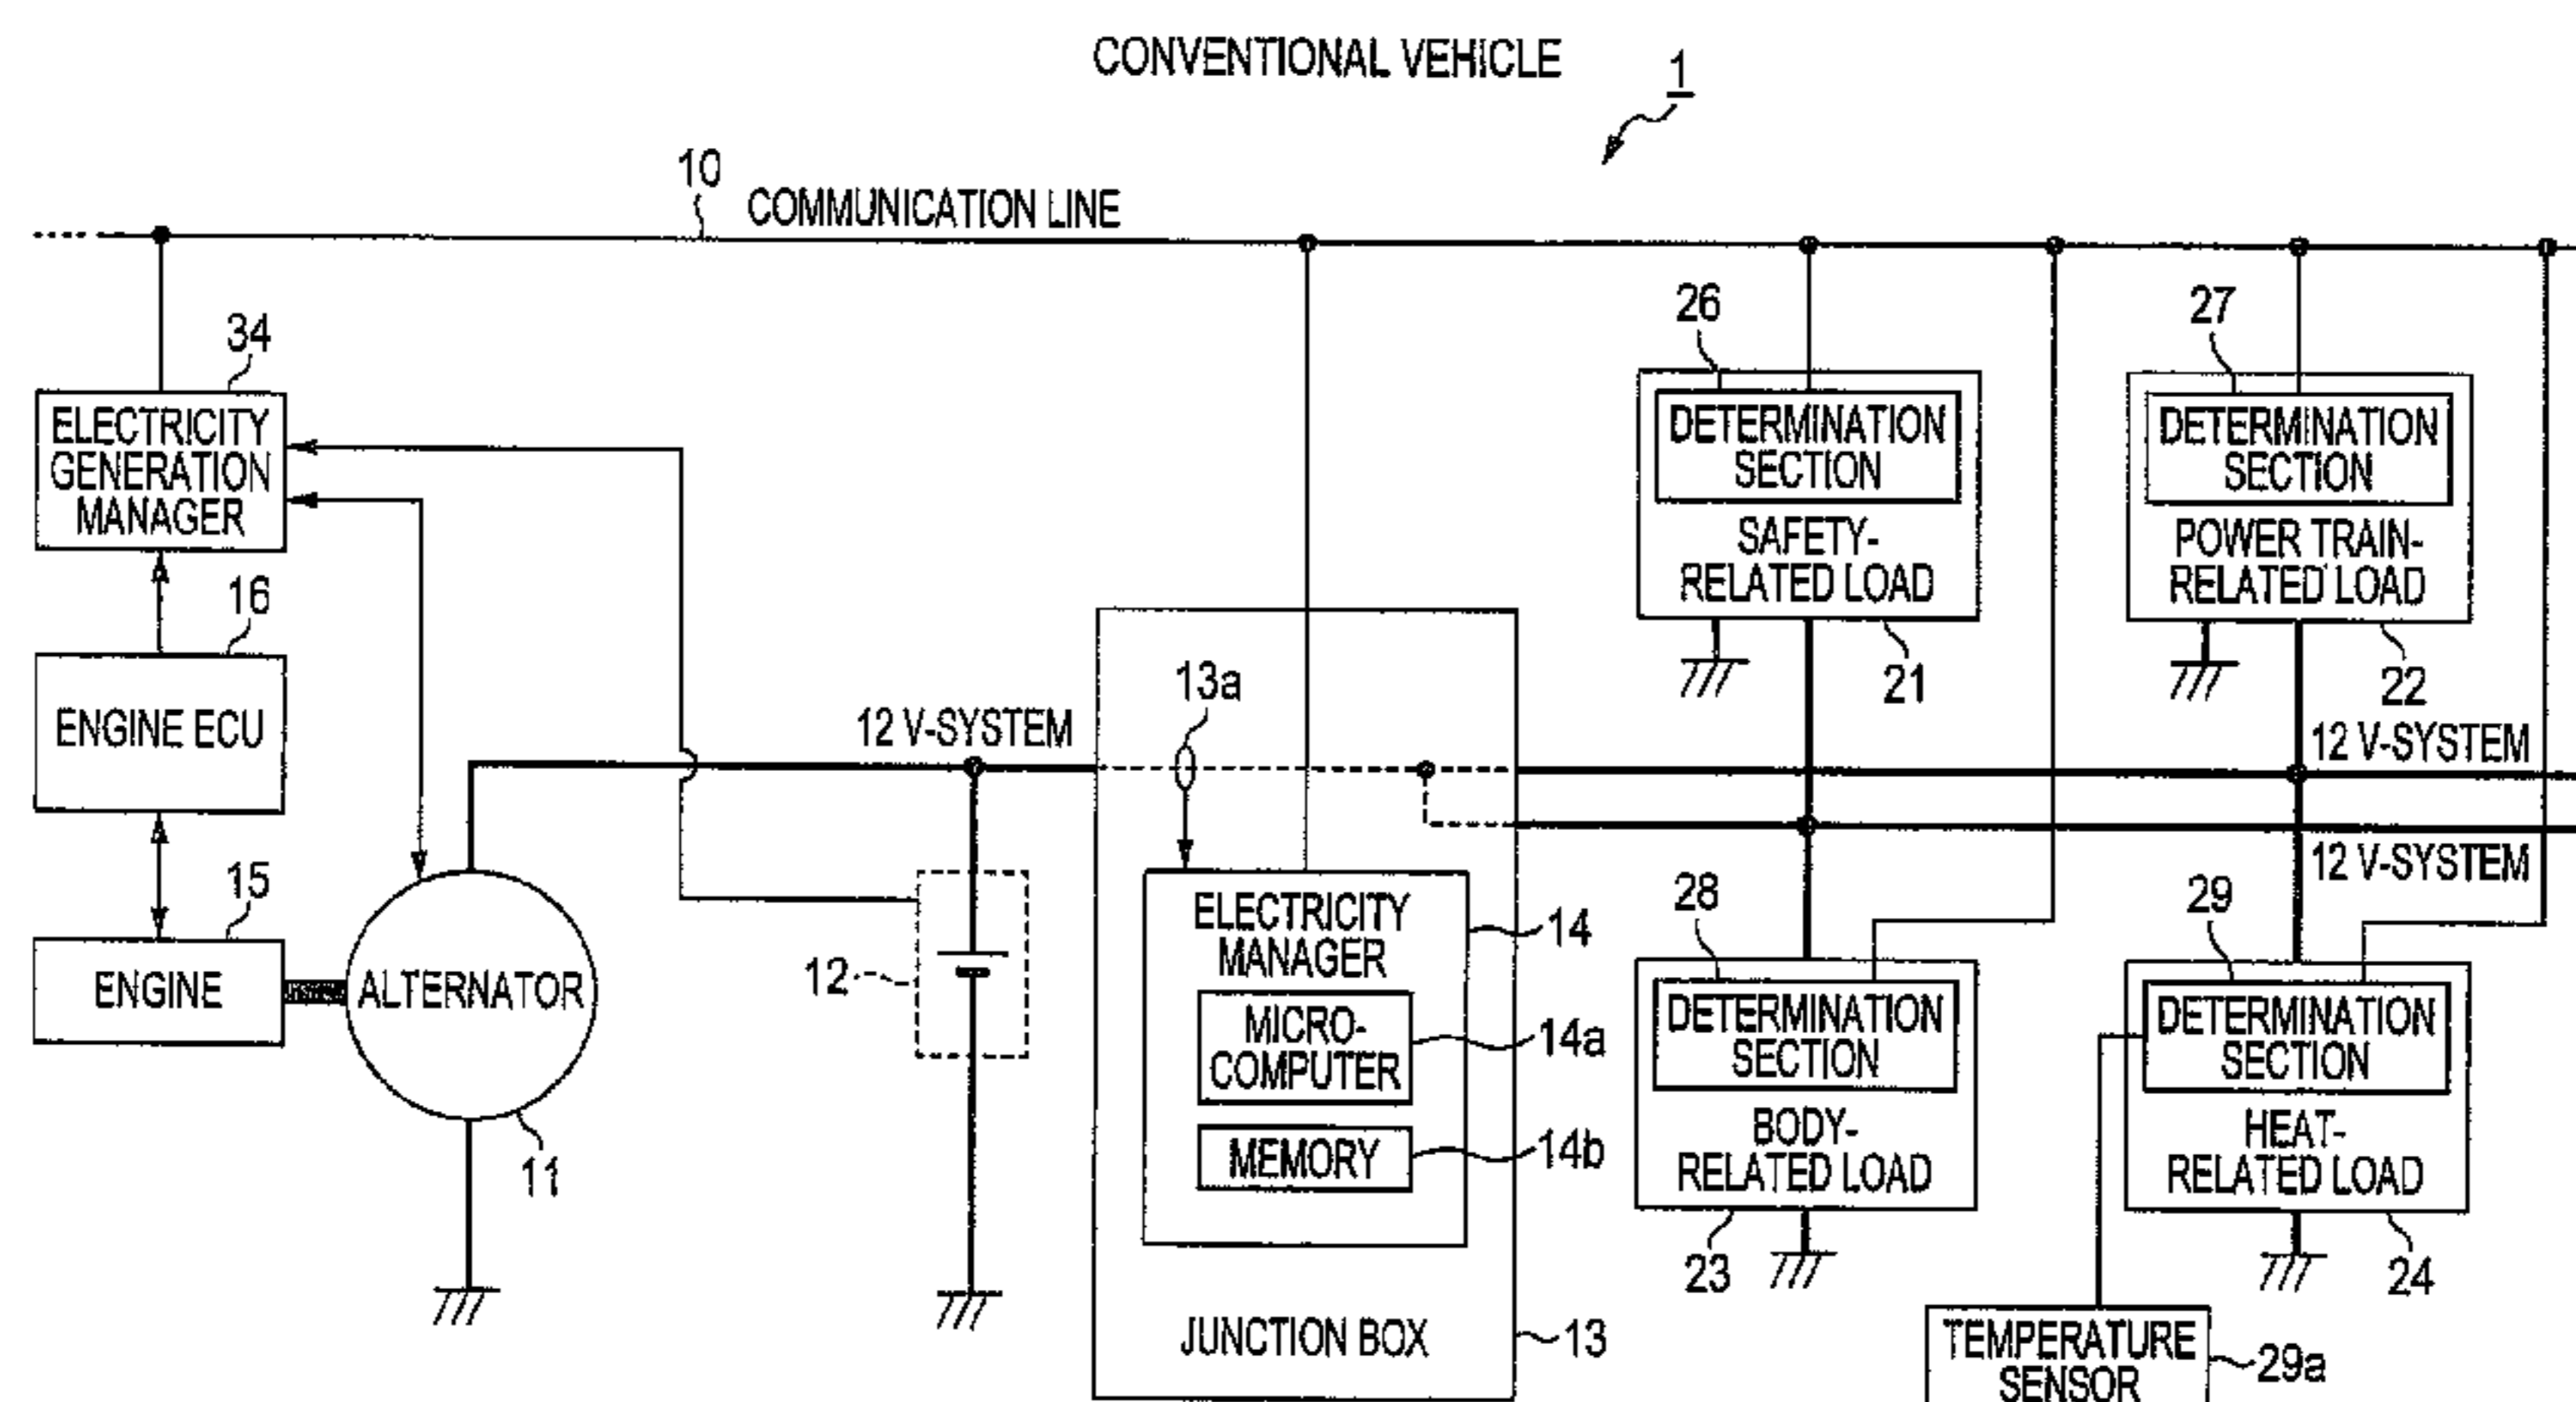 CONVENTIONAL VEHICLE
1
10
COMMUNICATION LINE
34
ELECTRICITY
GENERATION
MANAGER
16
ENGINE ECU
15
ENGINE
ALTERNATOR
11
12 V-SYSTEM
12
13a
ELECTRICITY
MANAGER
14
MICRO-
COMPUTER
14a
MEMORY
14b
JUNCTION BOX
13
26
DETERMINATION
SECTION
SAFETY-
RELATED LOAD
21
27
DETERMINATION
SECTION
POWER TRAIN-
RELATED LOAD
22
12 V-SYSTEM
12 V-SYSTEM
28
DETERMINATION
SECTION
BODY-
RELATED LOAD
23
29
DETERMINATION
SECTION
HEAT-
RELATED LOAD
24
TEMPERATURE
SENSOR
29a